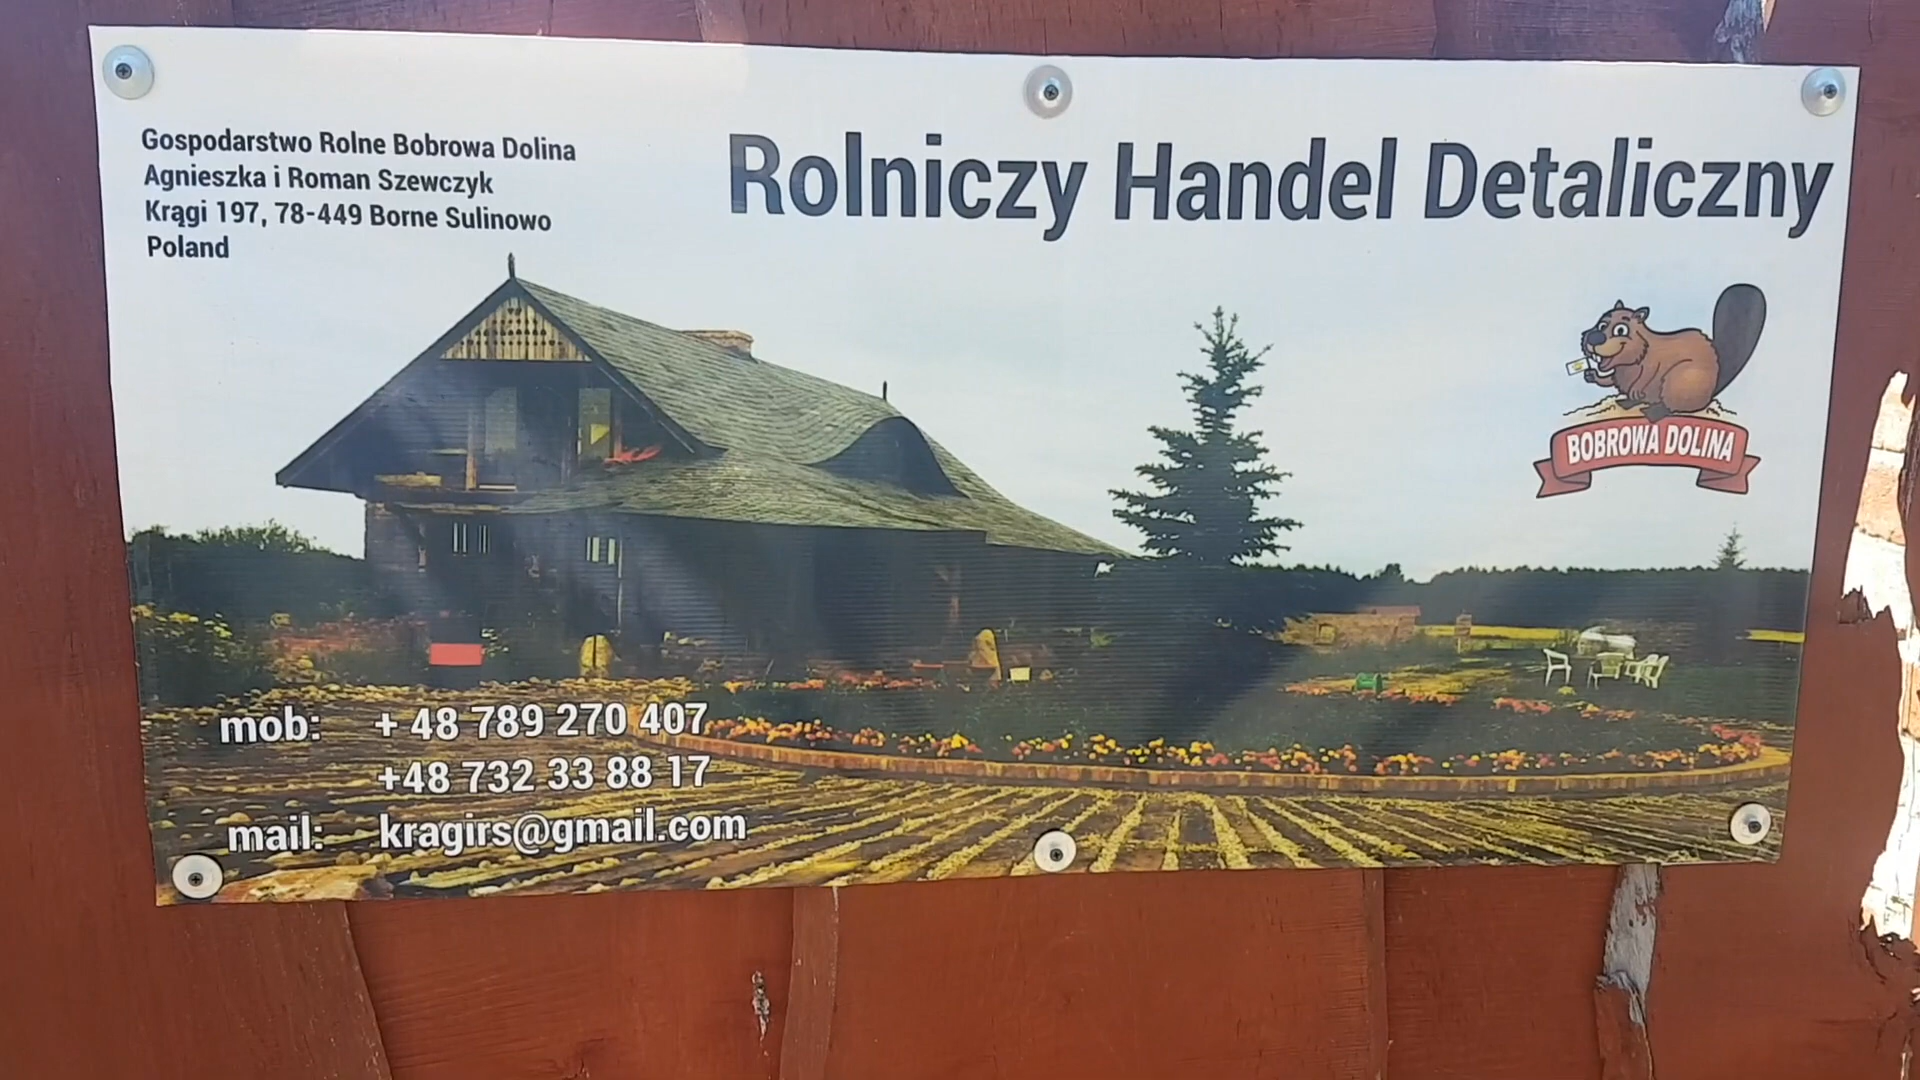 Gospodarstwo Rolne Bobrowa Dolina
Agnieszka i Roman Szewczyk
Krągi 197, 78-449 Borne Sulinowo
Poland
Rolniczy Handel Detaliczny
BOBROWA DOLINA
mob: + 48 789 270 407
+48 732 33 88 17
mail: kragirs@gmail.com